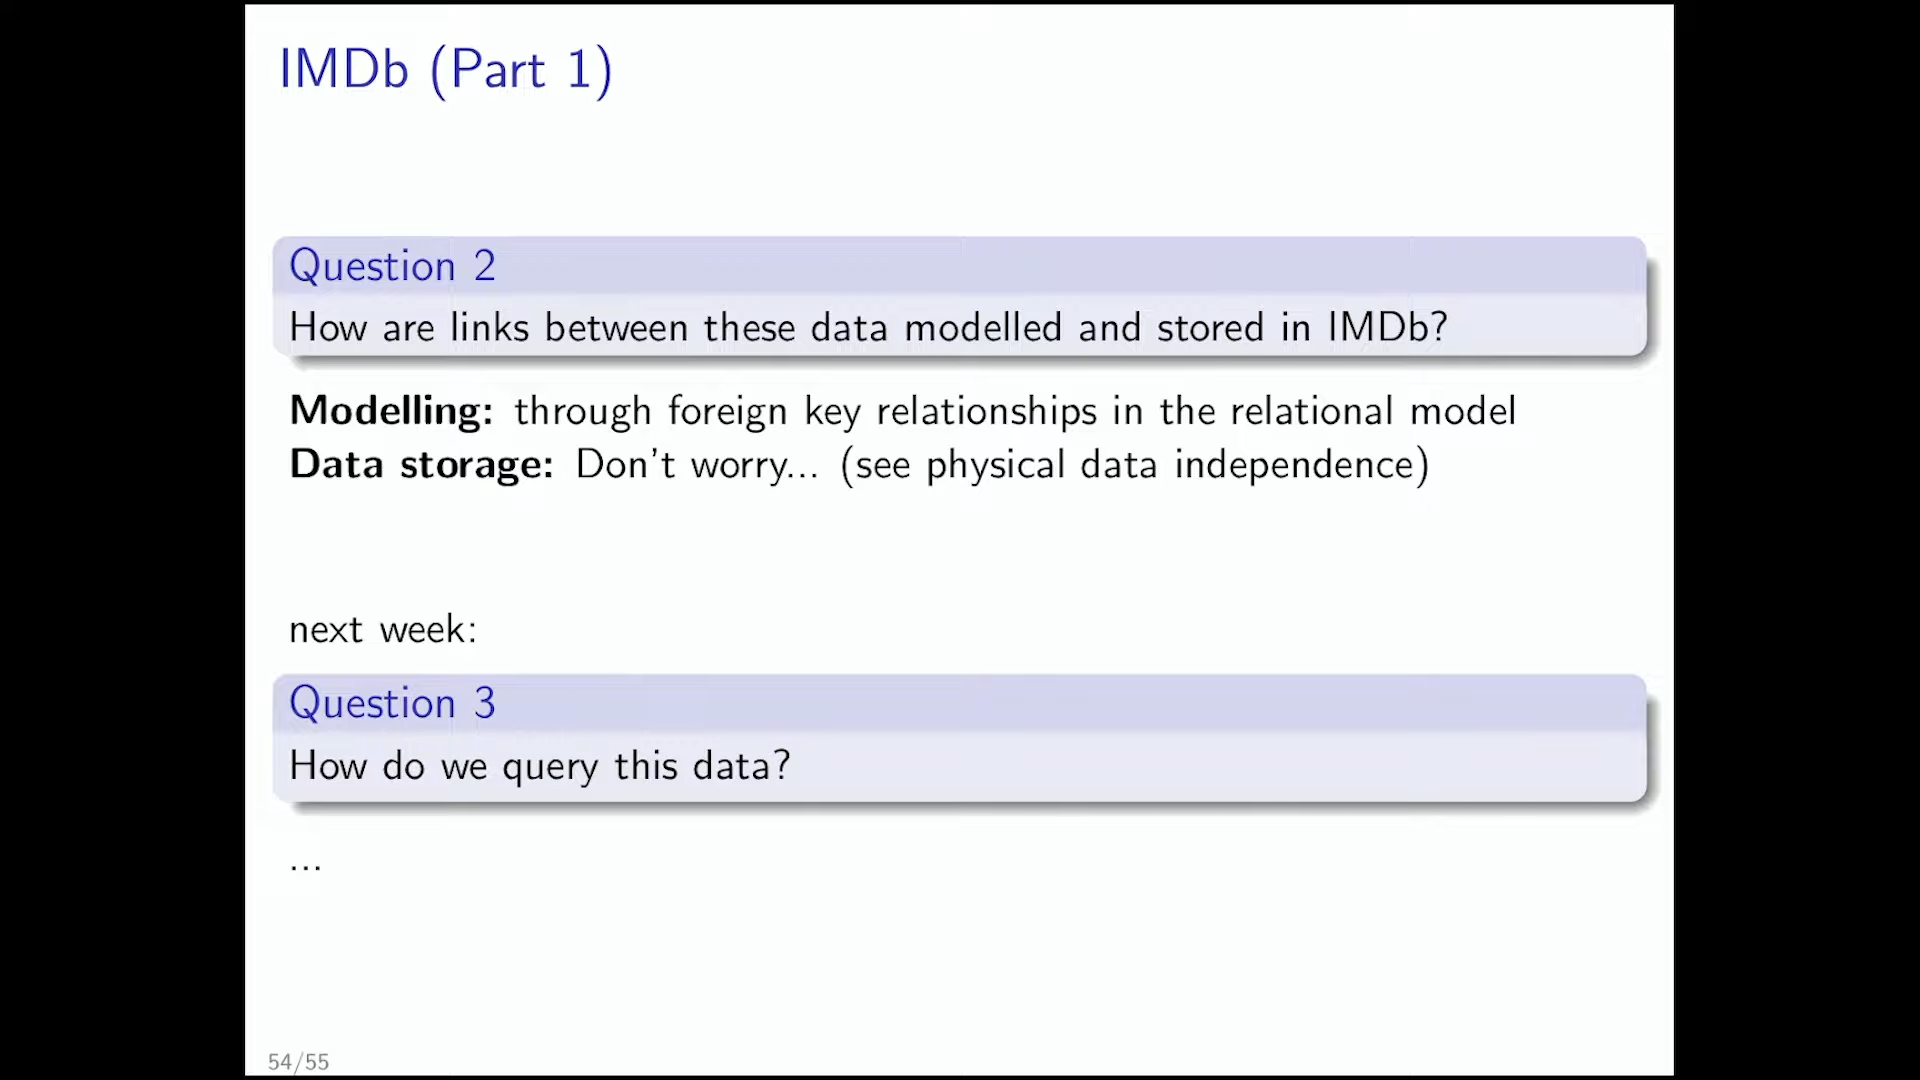 IMDb (Part 1)
Question 2
How are links between these data modelled and stored in IMDb?
Modelling: through foreign key relationships in the relational model
Data storage: Don't worry... (see physical data independence)
next week:
Question 3
How do we query this data?
...
54/55